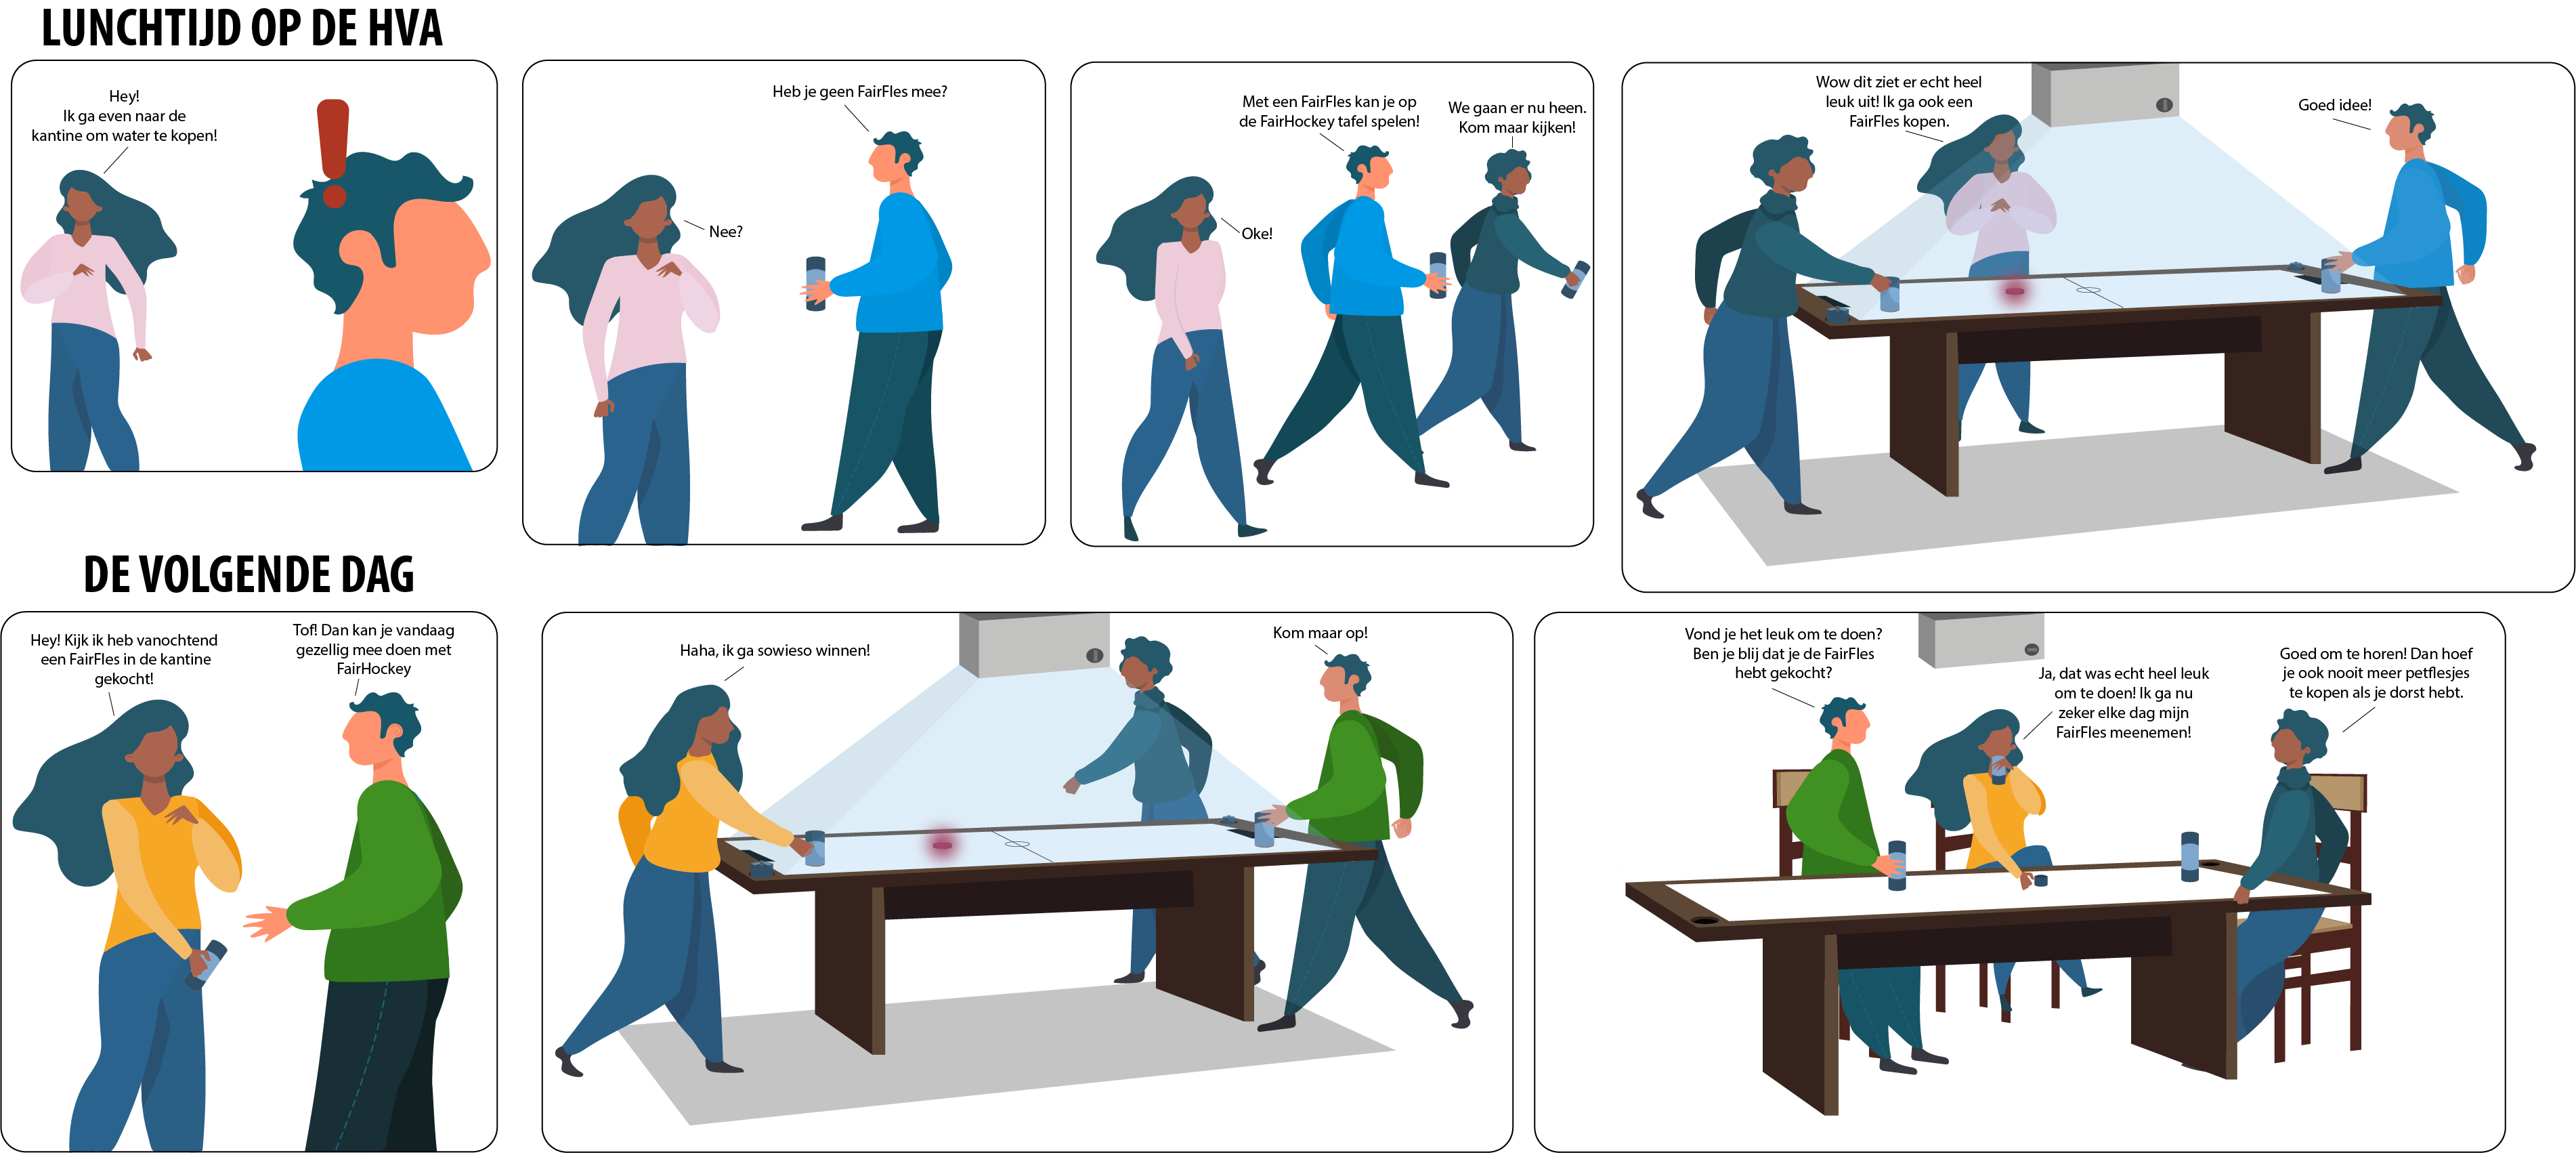 LUNCHTIJD OP DE HVA
Hey!
Ik ga even naar de
kantine om water te kopen!
Heb je geen FairFles mee?
Nee?
Met een FairFles kan je op
de FairHockey tafel spelen!
We gaan er nu heen.
Kom maar kijken!
Oke!
Wow dit ziet er echt heel
leuk uit! Ik ga ook een
FairFles kopen.
Goed idee!
DE VOLGENDE DAG
Hey! Kijk ik heb vanochtend
een FairFles in de kantine
gekocht!
Tof! Dan kan je vandaag
gezellig mee doen met
FairHockey
Haha, ik ga sowieso winnen!
Kom maar op!
Vond je het leuk om te doen?
Ben je blij dat je de FairFles
hebt gekocht?
Ja, dat was echt heel leuk
om te doen! Ik ga nu
zeker elke dag mijn
FairFles meenemen!
Goed om te horen! Dan hoef
je ook nooit meer petflesjes
te kopen als je dorst hebt.